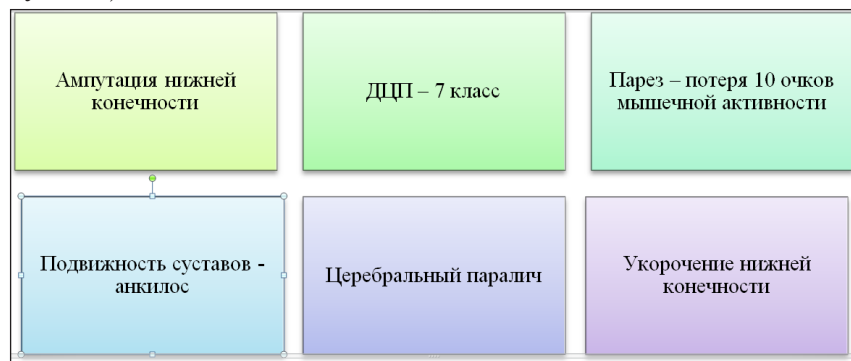 Ампутация нижней
конечности
ДЦП – 7 класс
Парез – потеря 10 очков
мышечной активности
Подвижность суставов -
анкилос
Церебральный паралич
Укорочение нижней
конечности